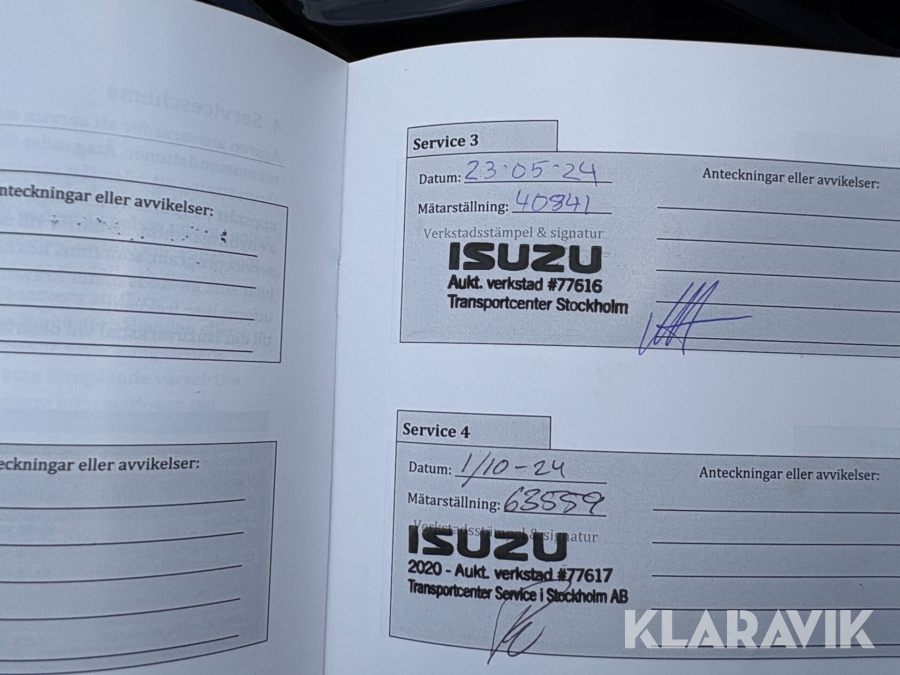 4. Serviceschema
Anteckningar eller avvikelser:
eckningar eller avvikelser:
Service 3
Datum: 23-05-24
Anteckningar eller avvikelser:
Mätarställning: 40841
Verkstadsstämpel & signatur
ISUZU
Aukt. verkstad #77616
Transportcenter Stockholm
Service 4
Datum: 1/10-24
Anteckningar eller avvikelser:
Mätarställning: 63559
Verkstadsstämpel & signatur
ISUZU
2020 - Aukt. verkstad #77617
Transportcenter Service i Stockholm AB
KLARAVIK